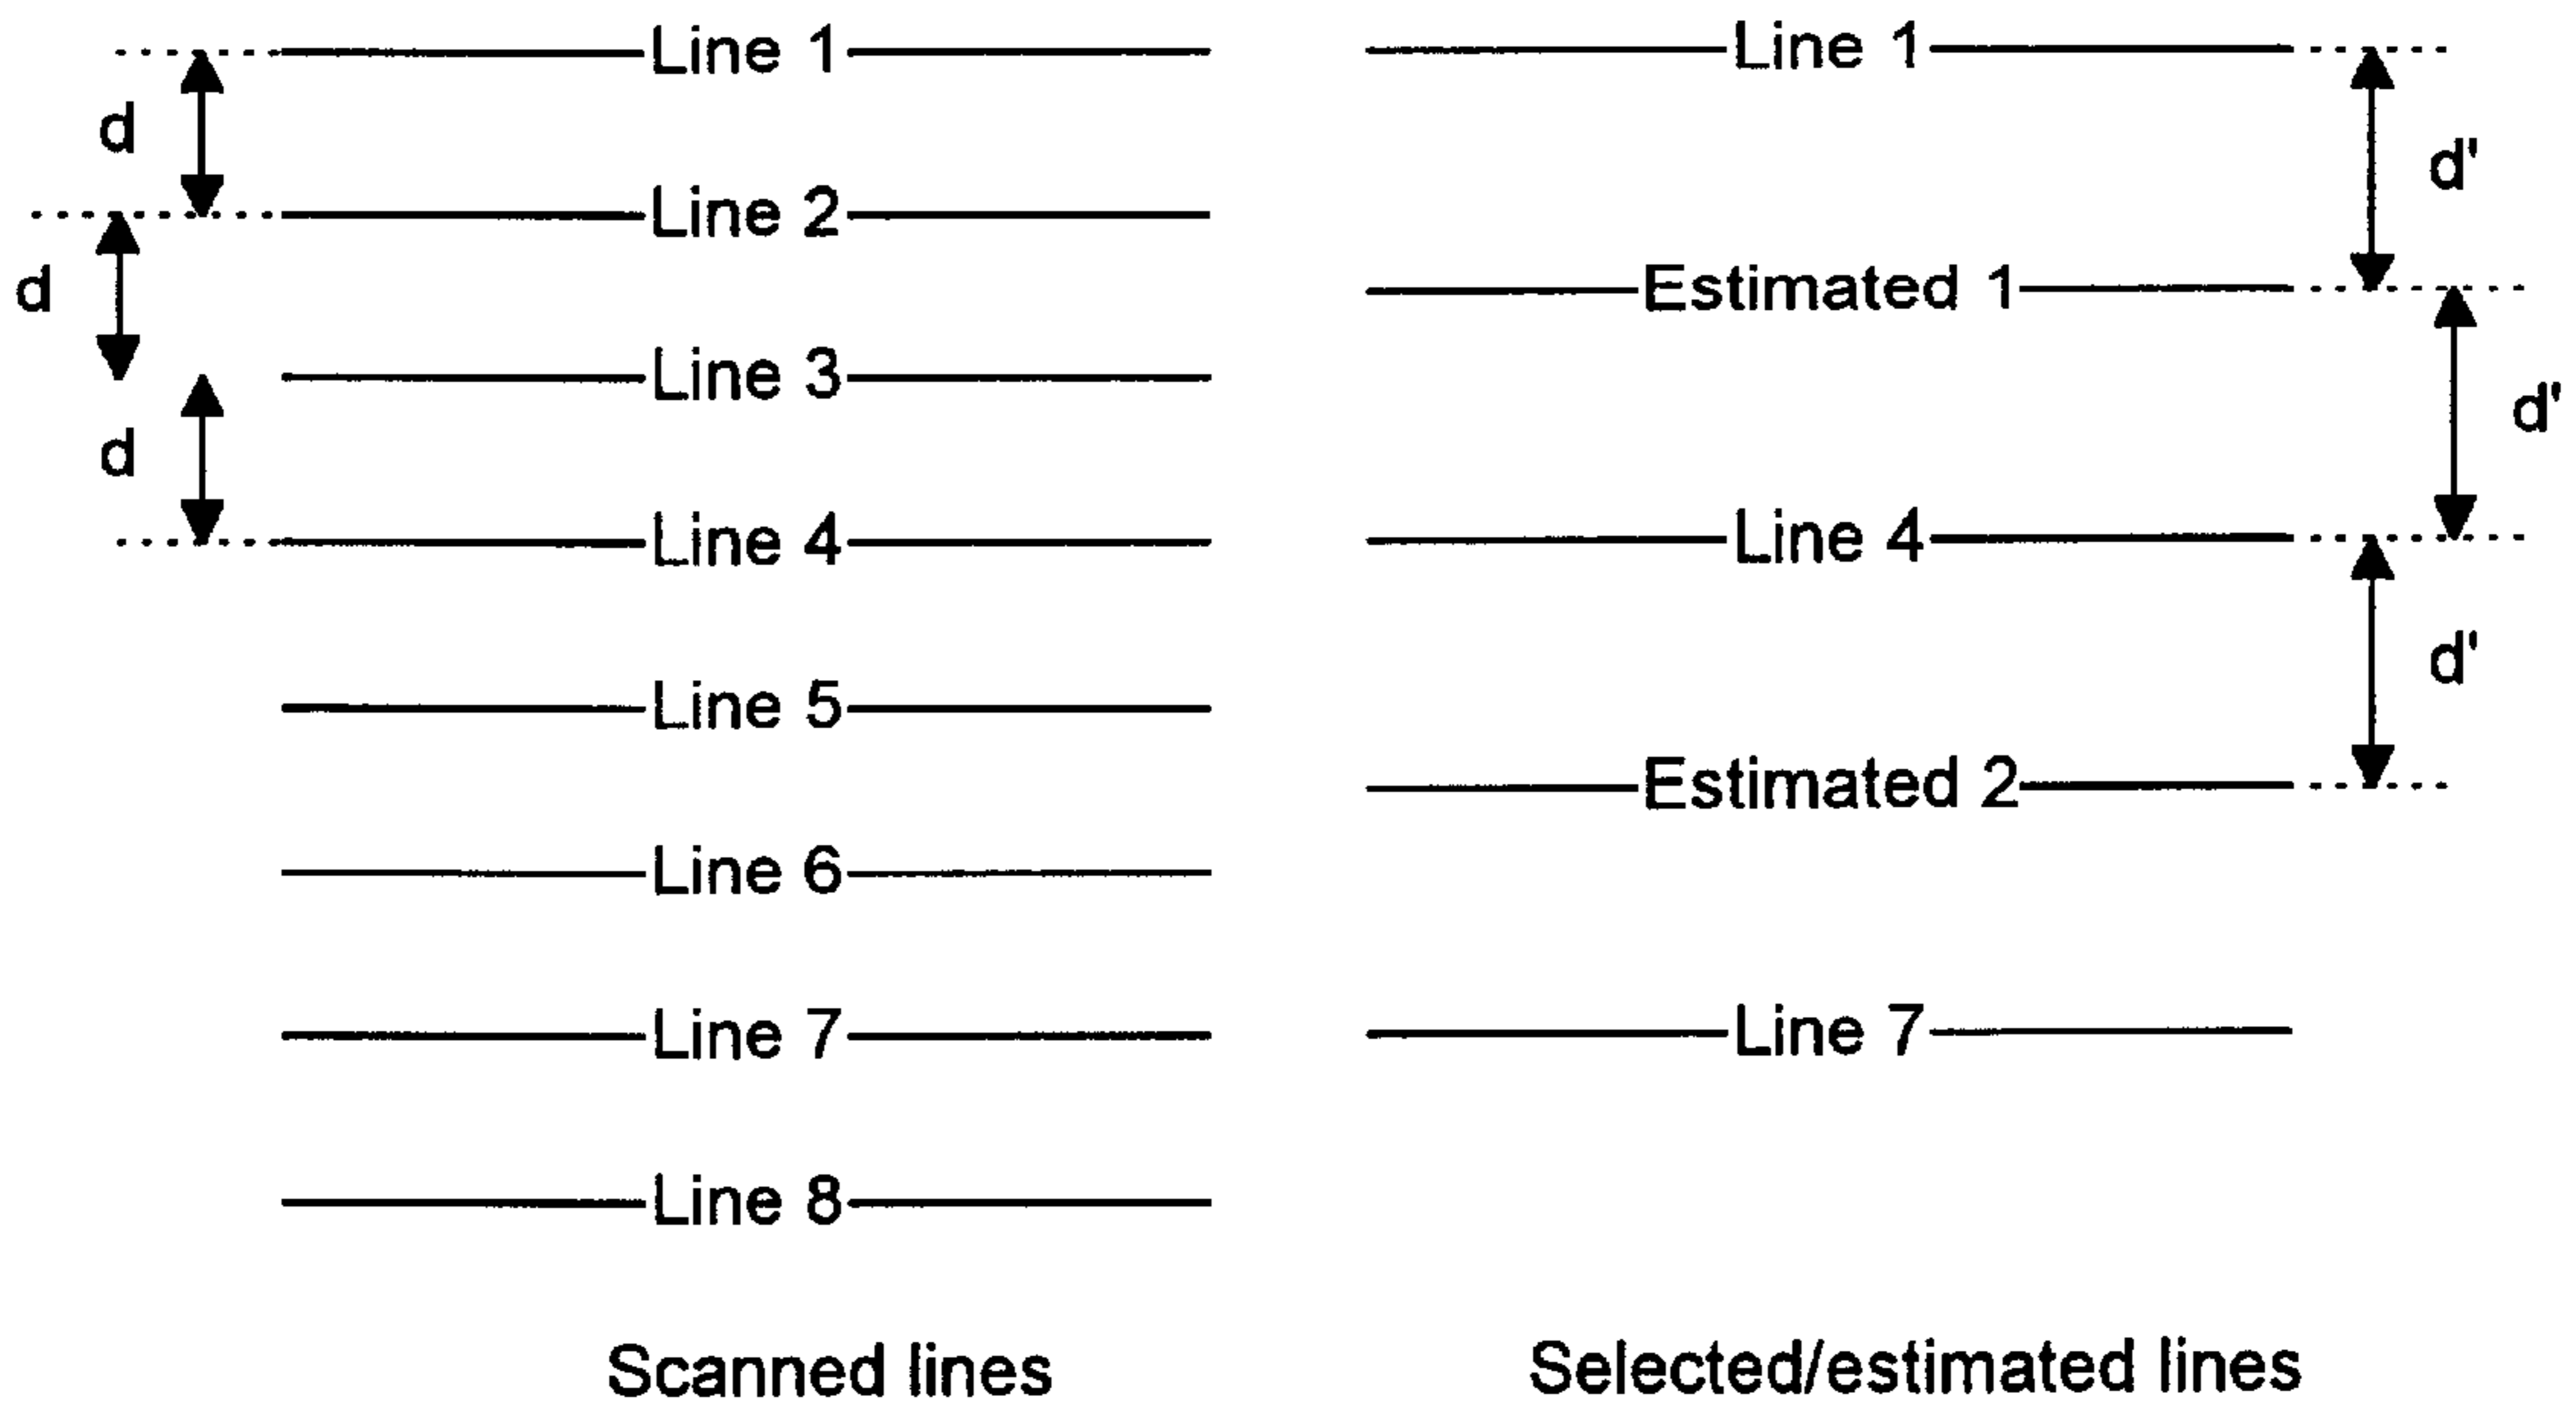 Line 1
d
Line 2
d
Line 3
d
Line 4
Line 5
Line 6
Line 7
Line 8
Scanned lines
Line 1
d'
Estimated 1
d'
Line 4
d'
Estimated 2
Line 7
Selected/estimated lines